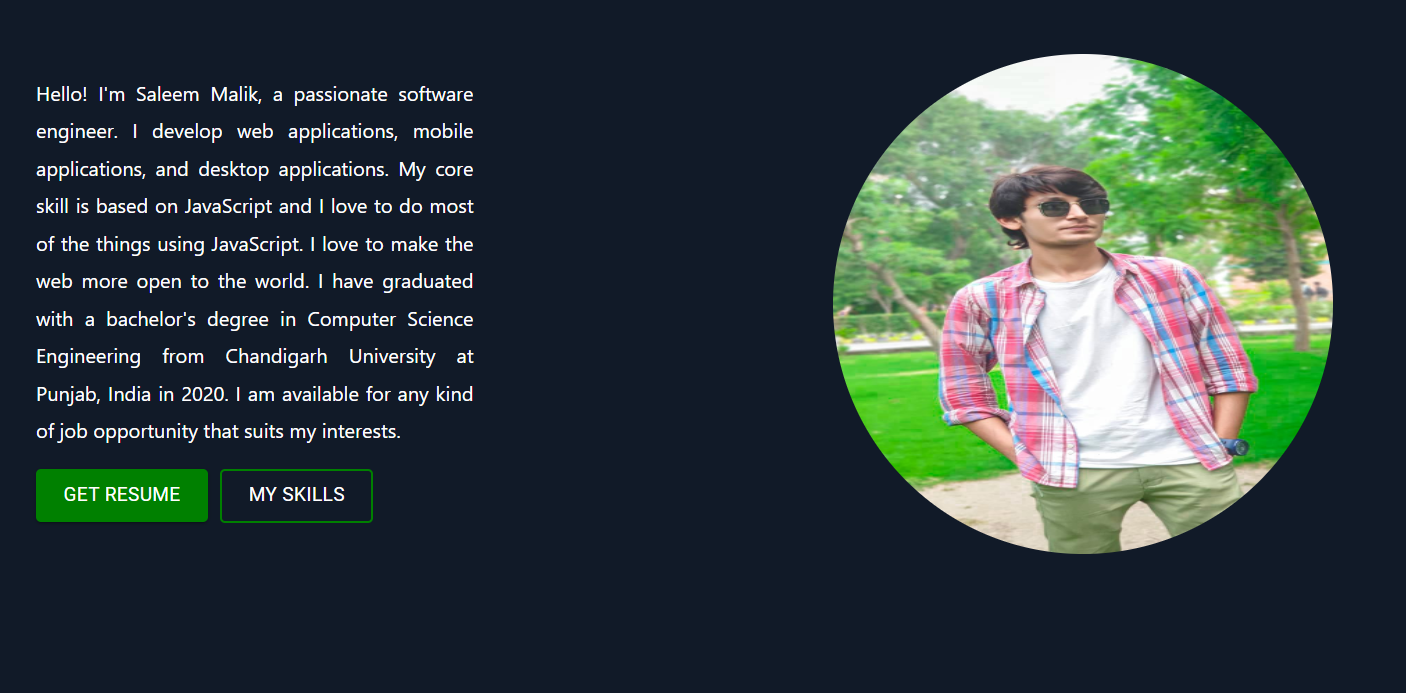 Hello! I'm Saleem Malik, a passionate software
engineer. I develop web applications, mobile
applications, and desktop applications. My core
skill is based on JavaScript and I love to do most
of the things using JavaScript. I love to make the
web more open to the world. I have graduated
with a bachelor's degree in Computer Science
Engineering from Chandigarh University at
Punjab, India in 2020. I am available for any kind
of job opportunity that suits my interests.
GET RESUME MY SKILLS